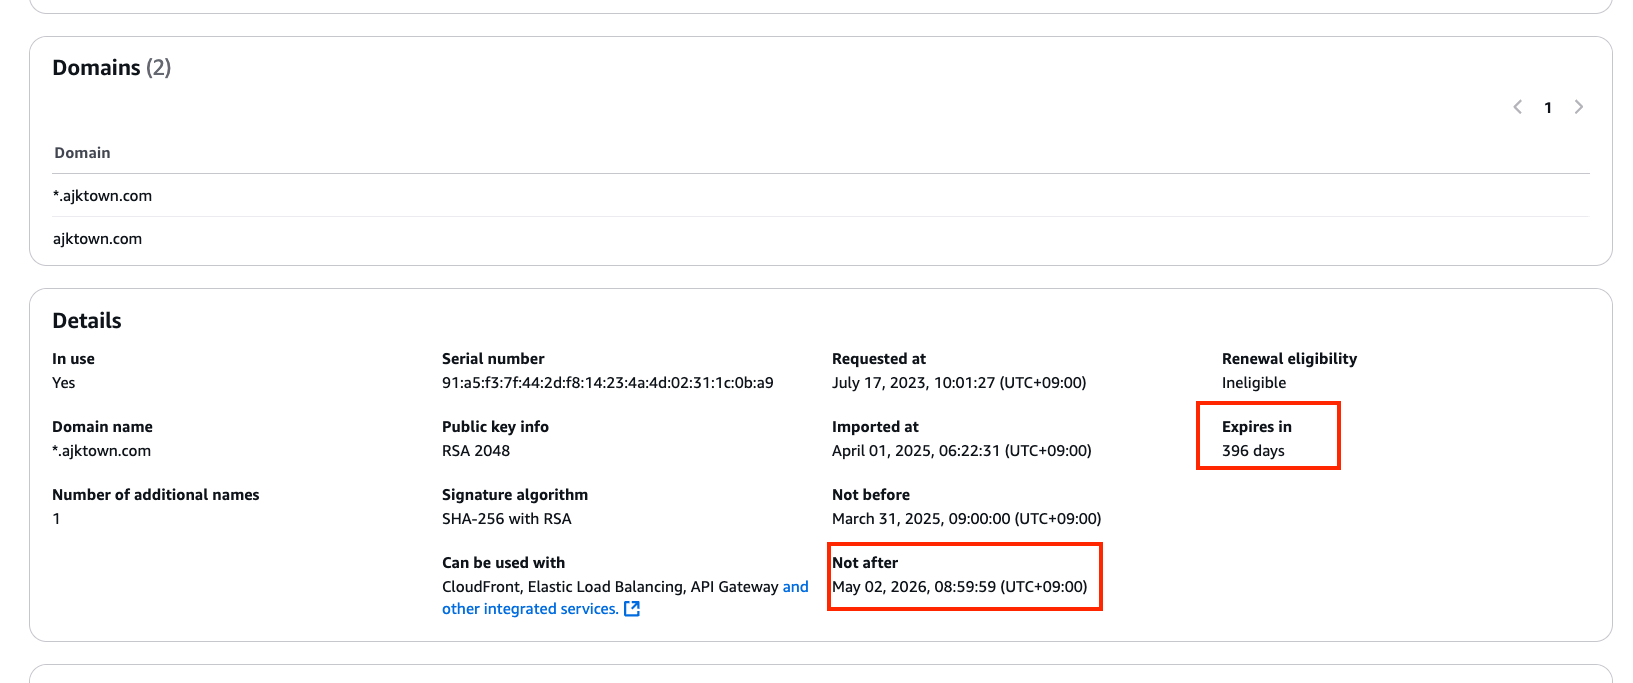 Domains (2)
1
Domain
*.ajktown.com
ajktown.com
Details
In use
Yes
Domain name
*.ajktown.com
Number of additional names
1
Serial number
91:a5:f3:7f:44:2d:f8:14:23:4a:4d:02:31:1c:0b:a9
Public key info
RSA 2048
Signature algorithm
SHA-256 with RSA
Can be used with
CloudFront, Elastic Load Balancing, API Gateway and
other integrated services.
Requested at
July 17, 2023, 10:01:27 (UTC+09:00)
Imported at
April 01, 2025, 06:22:31 (UTC+09:00)
Not before
March 31, 2025, 09:00:00 (UTC+09:00)
Not after
May 02, 2026, 08:59:59 (UTC+09:00)
Renewal eligibility
Ineligible
Expires in
396 days